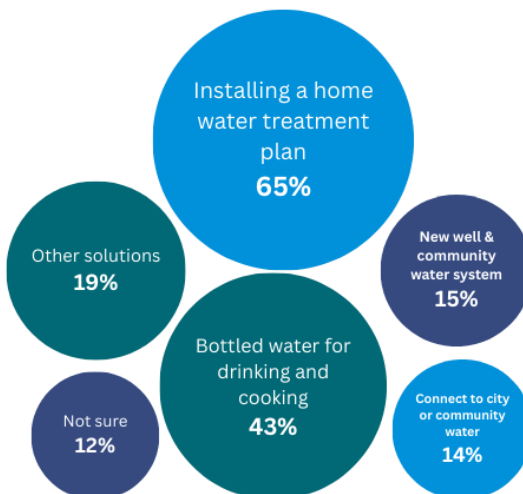 Installing a home
water treatment
plan
65%
Other solutions
19%
New well &
community
water system
15%
Bottled water for
drinking and
cooking
43%
Not sure
12%
Connect to city
or community
water
14%